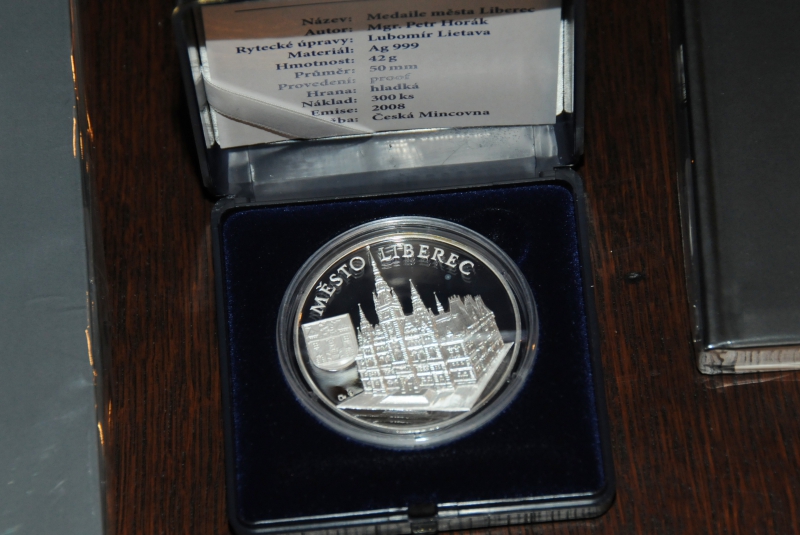 Název: Medaile města Liberec
Autor: Mgr. Petr Horák
Rytecké úpravy: Lubomír Lietava
Materiál: Ag 999
Hmotnost: 42 g
Průměr: 50 mm
Provedení: proof
Hrana: hladká
Náklad: 300 ks
Emise: 2008
Česká Mincovna
MĚSTO LIBEREC